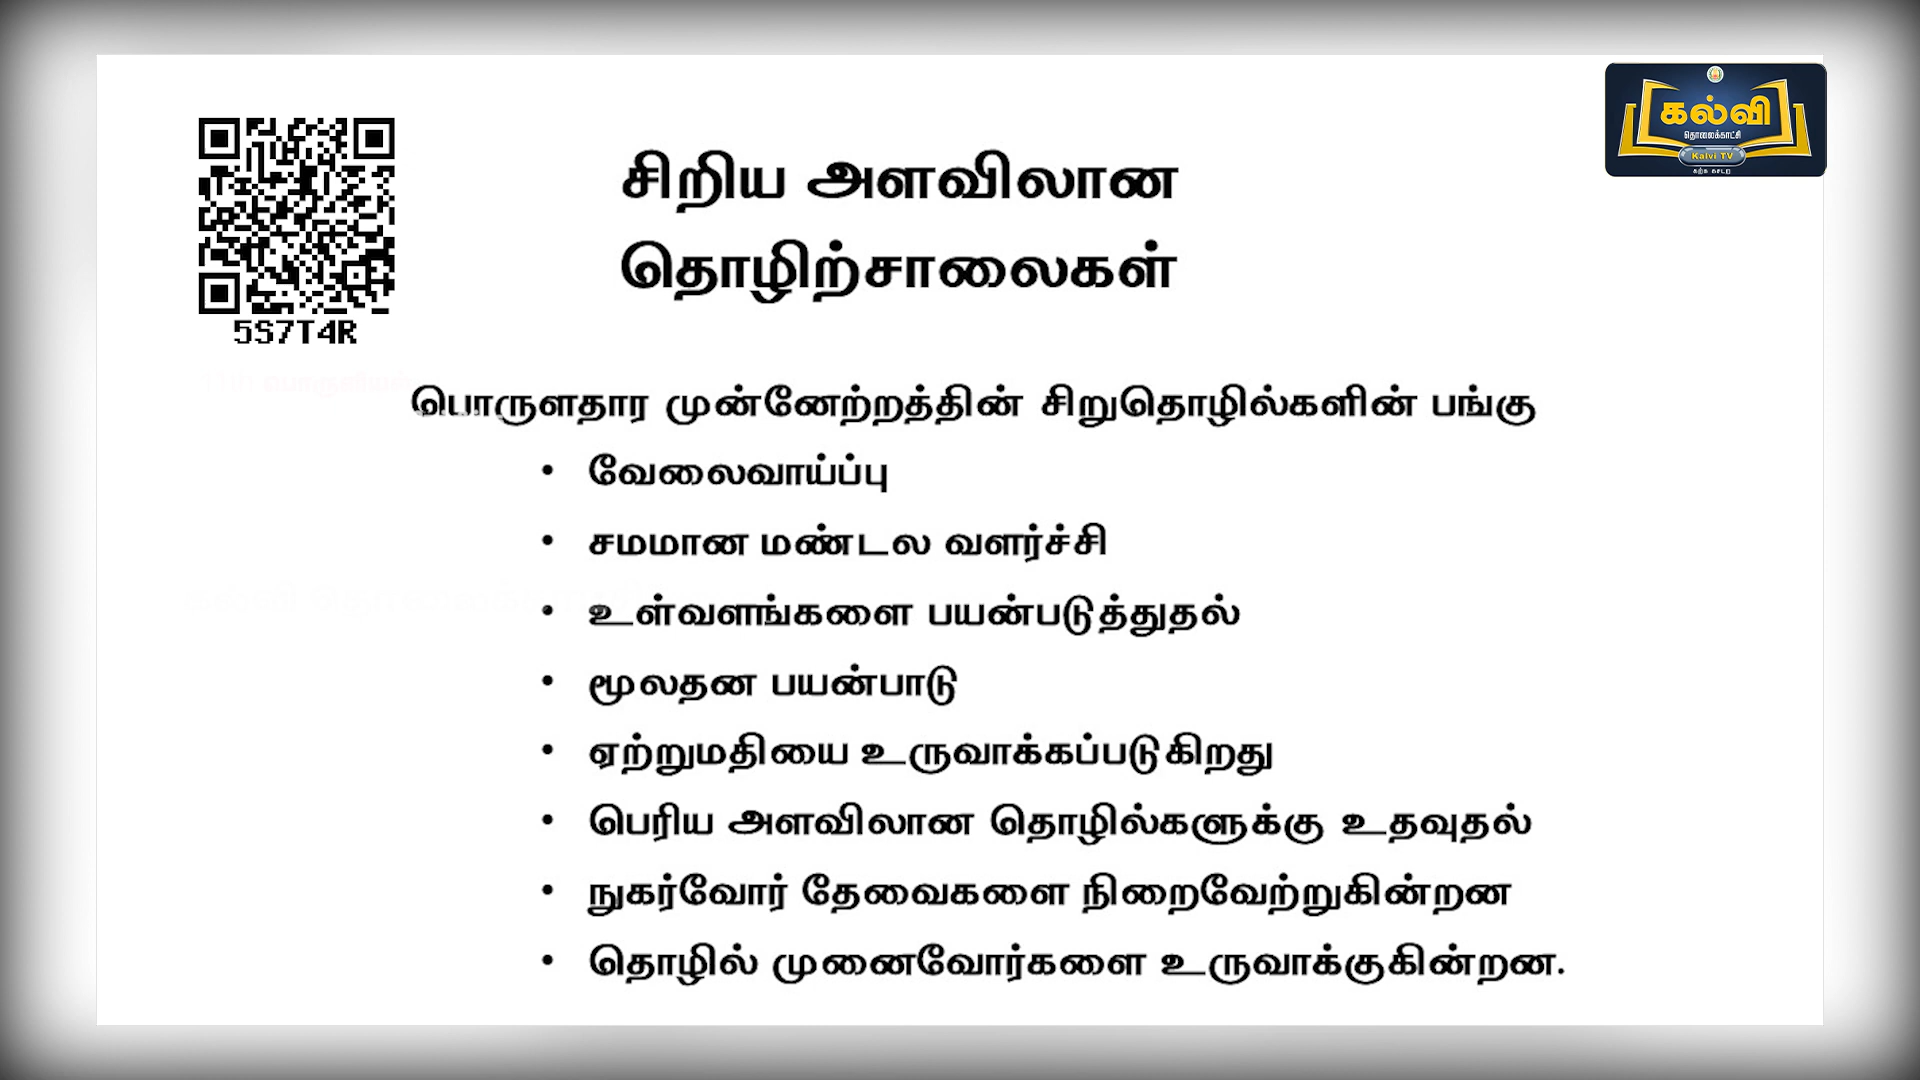 கல்வி
தொலைக்காட்சி
Kalvi TV
கற்க கசடற
சிறிய அளவிலான
தொழிற்சாலைகள்
5S7T4R
பொருளதார முன்னேற்றத்தின் சிறுதொழில்களின் பங்கு
• வேலைவாய்ப்பு
• சமமான மண்டல வளர்ச்சி
• உள்வளங்களை பயன்படுத்துதல்
• மூலதன பயன்பாடு
• ஏற்றுமதியை உருவாக்கப்படுகிறது
• பெரிய அளவிலான தொழில்களுக்கு உதவுதல்
• நுகர்வோர் தேவைகளை நிறைவேற்றுகின்றன
• தொழில் முனைவோர்களை உருவாக்குகின்றன.